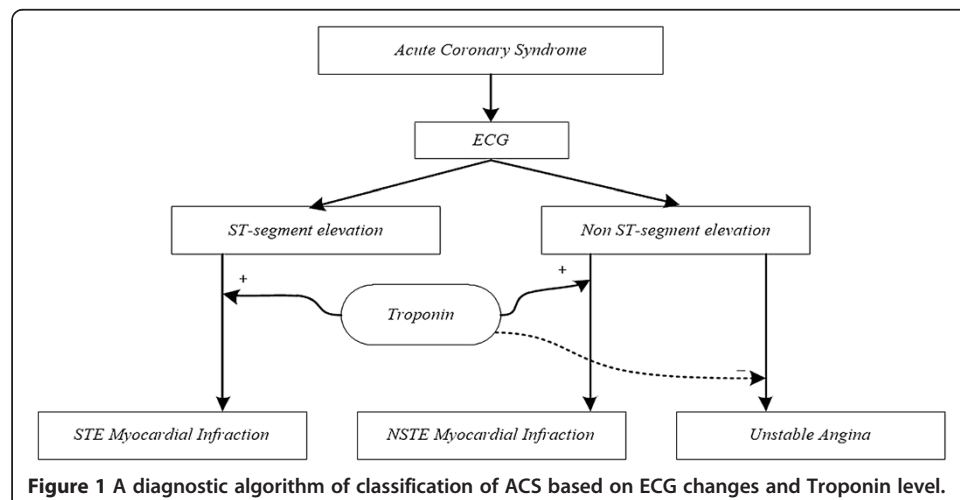 Acute Coronary Syndrome
ECG
ST-segment elevation
Non ST-segment elevation
+
+
Troponin
−
STE Myocardial Infraction
NSTE Myocardial Infraction
Unstable Angina
Figure 1 A diagnostic algorithm of classification of ACS based on ECG changes and Troponin level.